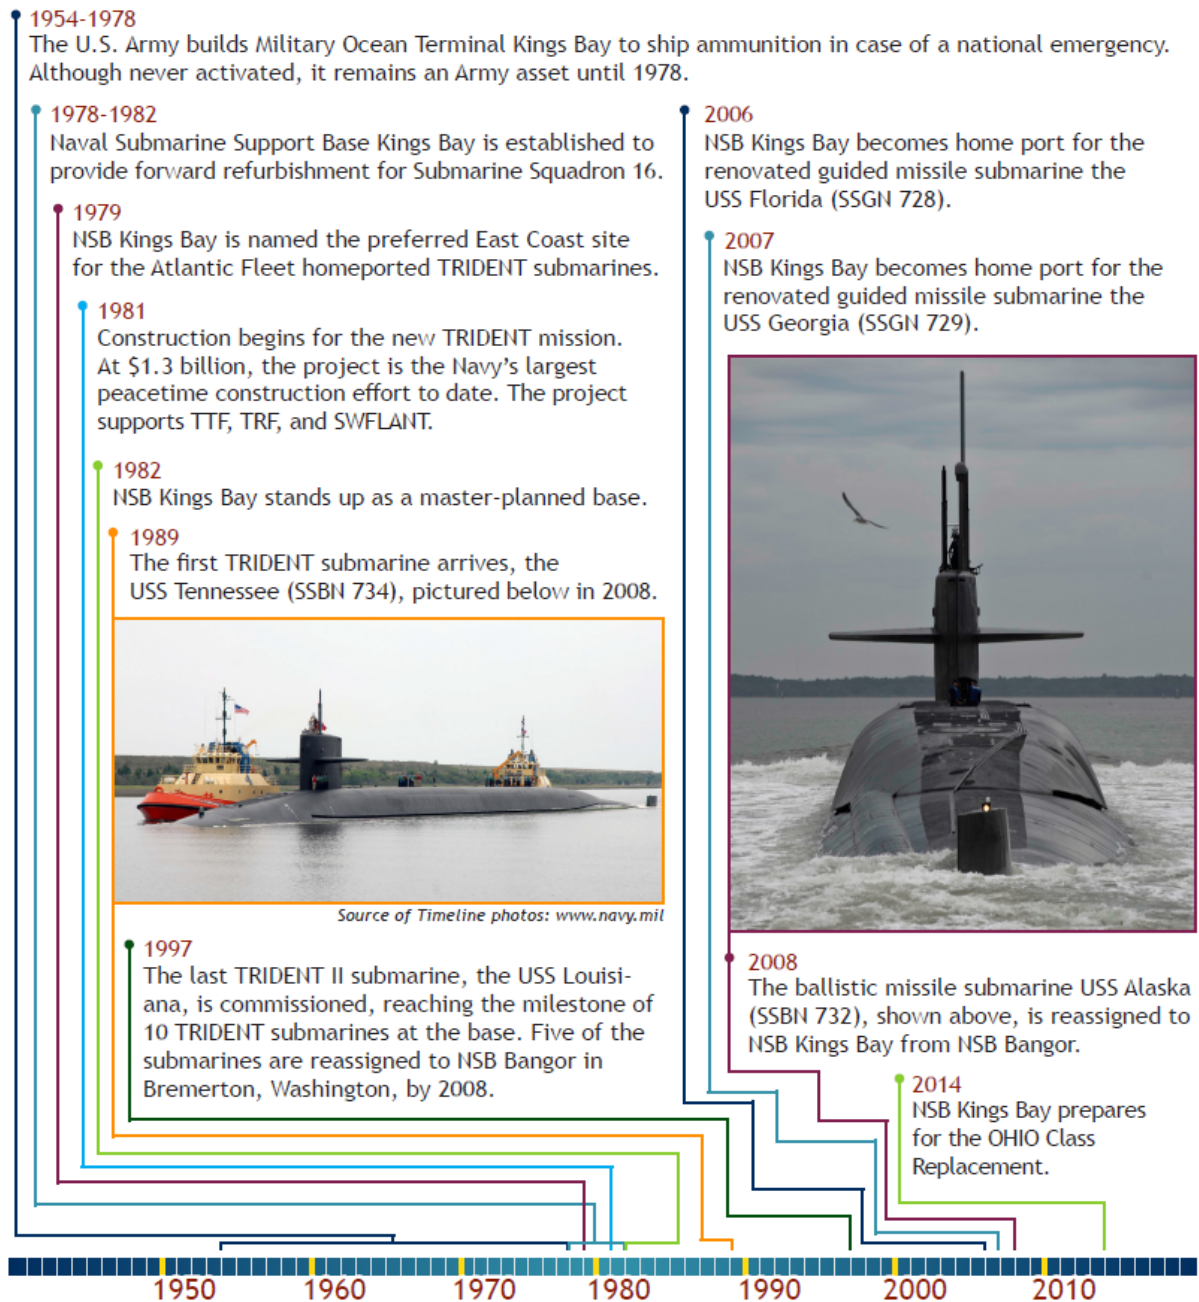 1954-1978
The U.S. Army builds Military Ocean Terminal Kings Bay to ship ammunition in case of a national emergency.
Although never activated, it remains an Army asset until 1978.
1978-1982
Naval Submarine Support Base Kings Bay is established to
provide forward refurbishment for Submarine Squadron 16.
1979
NSB Kings Bay is named the preferred East Coast site
for the Atlantic Fleet homeported TRIDENT submarines.
1981
Construction begins for the new TRIDENT mission.
At $1.3 billion, the project is the Navy's largest
peacetime construction effort to date. The project
supports TTF, TRF, and SWFLANT.
1982
NSB Kings Bay stands up as a master-planned base.
1989
The first TRIDENT submarine arrives, the
USS Tennessee (SSBN 734), pictured below in 2008.
Source of Timeline photos: www.navy.mil
1997
The last TRIDENT II submarine, the USS Louisi-
ana, is commissioned, reaching the milestone of
10 TRIDENT submarines at the base. Five of the
submarines are reassigned to NSB Bangor in
Bremerton, Washington, by 2008.
2006
NSB Kings Bay becomes home port for the
renovated guided missile submarine the
USS Florida (SSGN 728).
2007
NSB Kings Bay becomes home port for the
renovated guided missile submarine the
USS Georgia (SSGN 729).
2008
The ballistic missile submarine USS Alaska
(SSBN 732), shown above, is reassigned to
NSB Kings Bay from NSB Bangor.
2014
NSB Kings Bay prepares
for the OHIO Class
Replacement.
1950 1960 1970 1980 1990 2000 2010